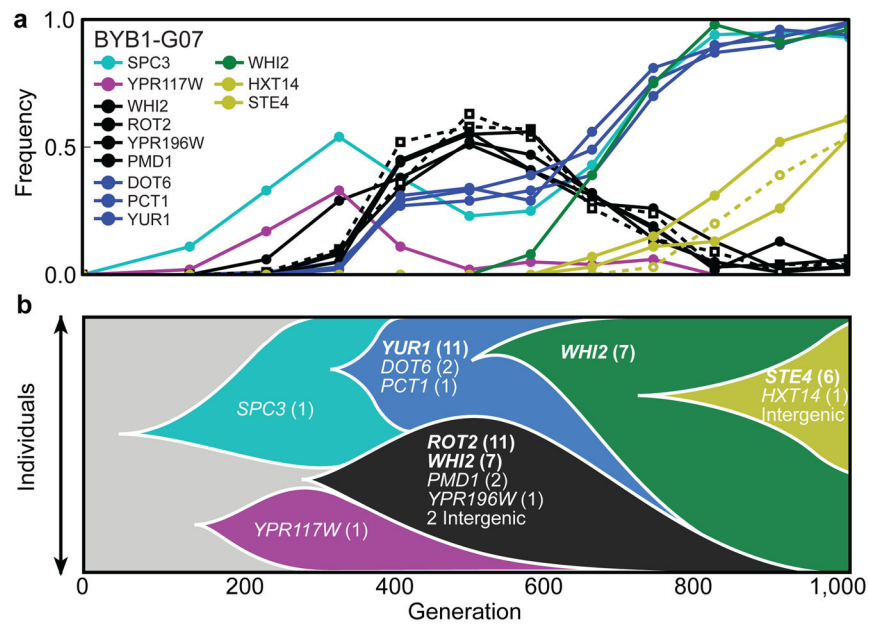 a
1.0
0.5
0.0
Frequency
BYB1-G07
SPC3
YPR117W
WHI2
ROT2
YPR196W
PMD1
DOT6
PCT1
YUR1
WHI2
HXT14
STE4
b
Individuals
SPC3 (1)
YPR117W (1)
YUR1 (11)
DOT6 (2)
PCT1 (1)
ROT2 (11)
WHI2 (7)
PMD1 (2)
YPR196W (1)
2 Intergenic
WHI2 (7)
STE4 (6)
HXT14 (1)
Intergenic
0 200 400 600 800 1,000
Generation